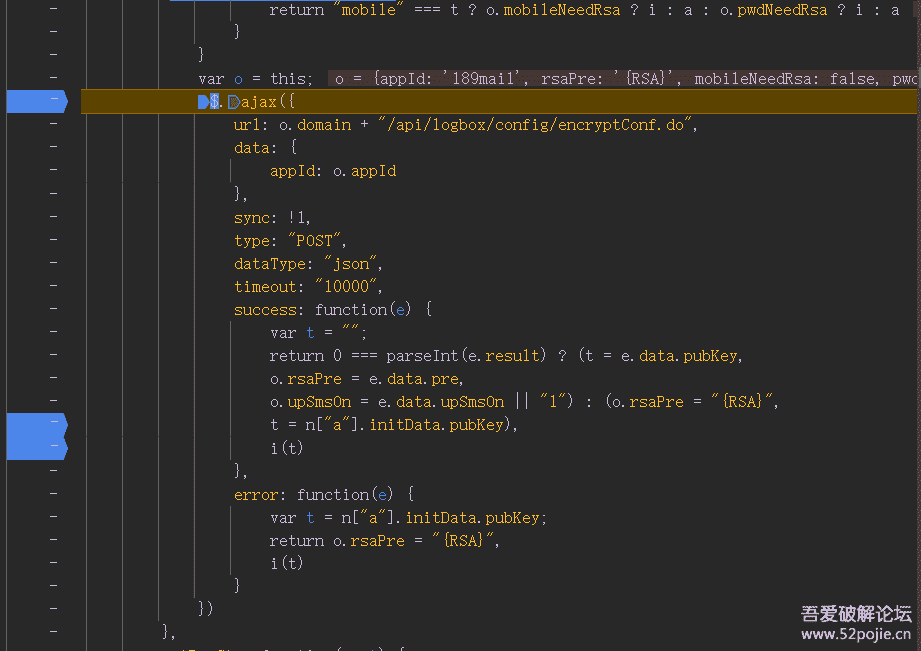 return "mobile" === t ? o.mobileNeedRsa ? i : a : o.pwdNeedRsa ? i : a
}
}
var o = this; o = {appId: '189mail', rsaPre: '{RSA}', mobileNeedRsa: false, pwd
$.ajax({
url: o.domain + "/api/logbox/config/encryptConf.do",
data: {
appId: o.appId
},
sync: !1,
type: "POST",
dataType: "json",
timeout: "10000",
success: function(e) {
var t = "";
return 0 === parseInt(e.result) ? (t = e.data.pubKey,
o.rsaPre = e.data.pre,
o.upSmsOn = e.data.upSmsOn || "1") : (o.rsaPre = "{RSA}",
t = n["a"].initData.pubKey),
i(t)
},
error: function(e) {
var t = n["a"].initData.pubKey;
return o.rsaPre = "{RSA}",
i(t)
}
})
},
吾爱破解论坛
www.52pojie.cn